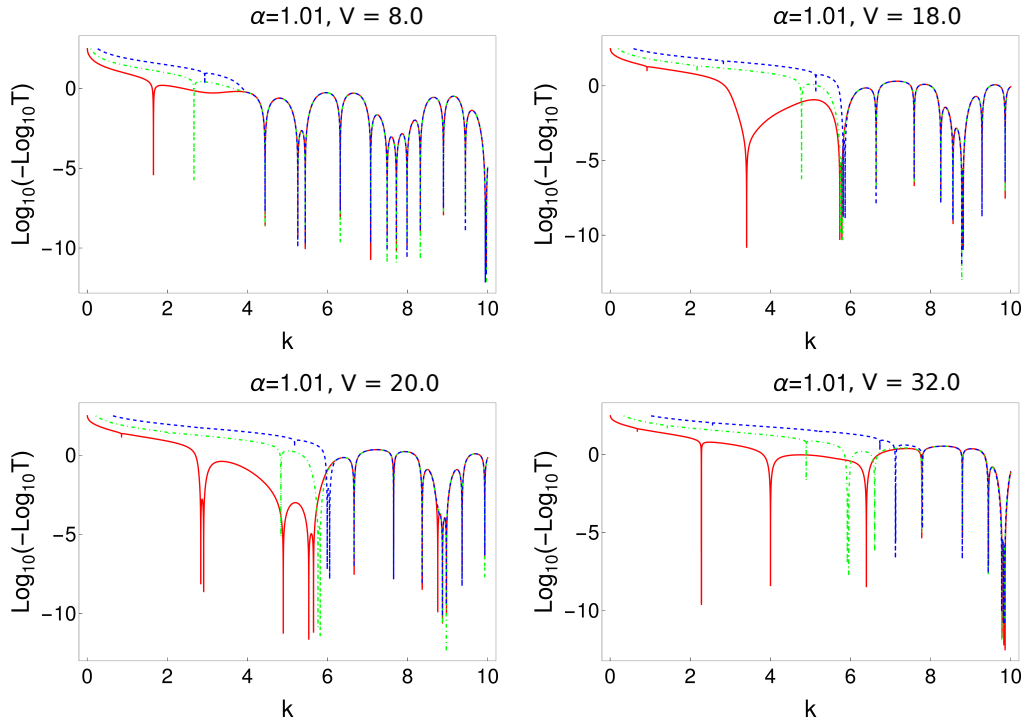 α=1.01, V = 8.0
Log₁₀(-Log₁₀T)
0
−5
−10
0 2 4 6 8 10
k
α=1.01, V = 18.0
Log₁₀(-Log₁₀T)
0
−5
−10
0 2 4 6 8 10
k
α=1.01, V = 20.0
Log₁₀(-Log₁₀T)
0
−5
−10
0 2 4 6 8 10
k
α=1.01, V = 32.0
Log₁₀(-Log₁₀T)
0
−5
−10
0 2 4 6 8 10
k